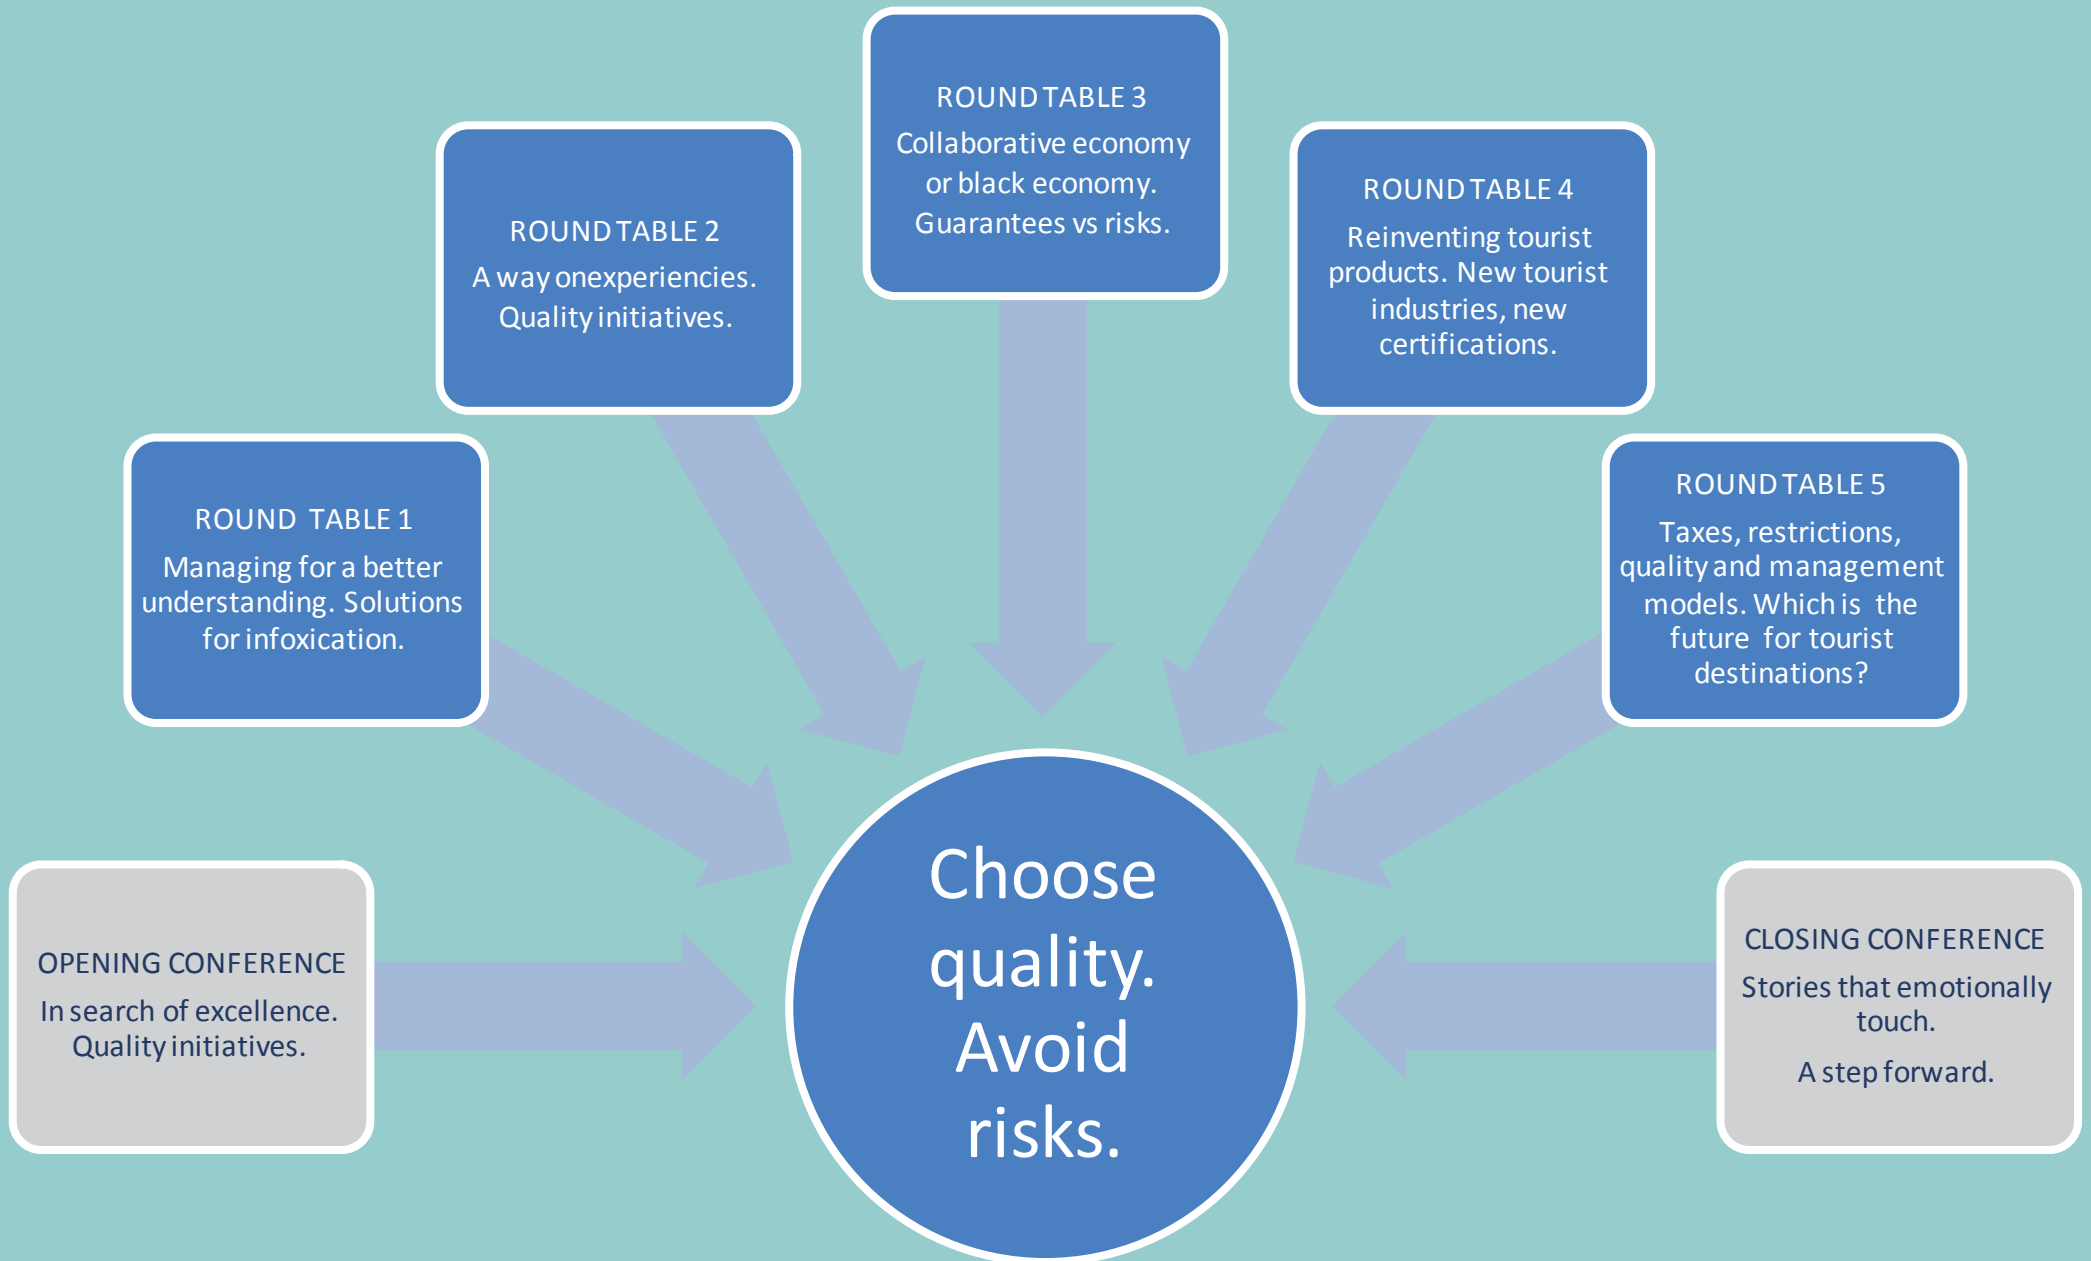 OPENING CONFERENCE
In search of excellence.
Quality initiatives.
ROUND TABLE 1
Managing for a better
understanding. Solutions
for infoxication.
ROUND TABLE 2
A way onexperiencies.
Quality initiatives.
ROUND TABLE 3
Collaborative economy
or black economy.
Guarantees vs risks.
ROUND TABLE 4
Reinventing tourist
products. New tourist
industries, new
certifications.
ROUND TABLE 5
Taxes, restrictions,
quality and management
models. Which is the
future for tourist
destinations?
CLOSING CONFERENCE
Stories that emotionally
touch.
A step forward.
Choose
quality.
Avoid
risks.